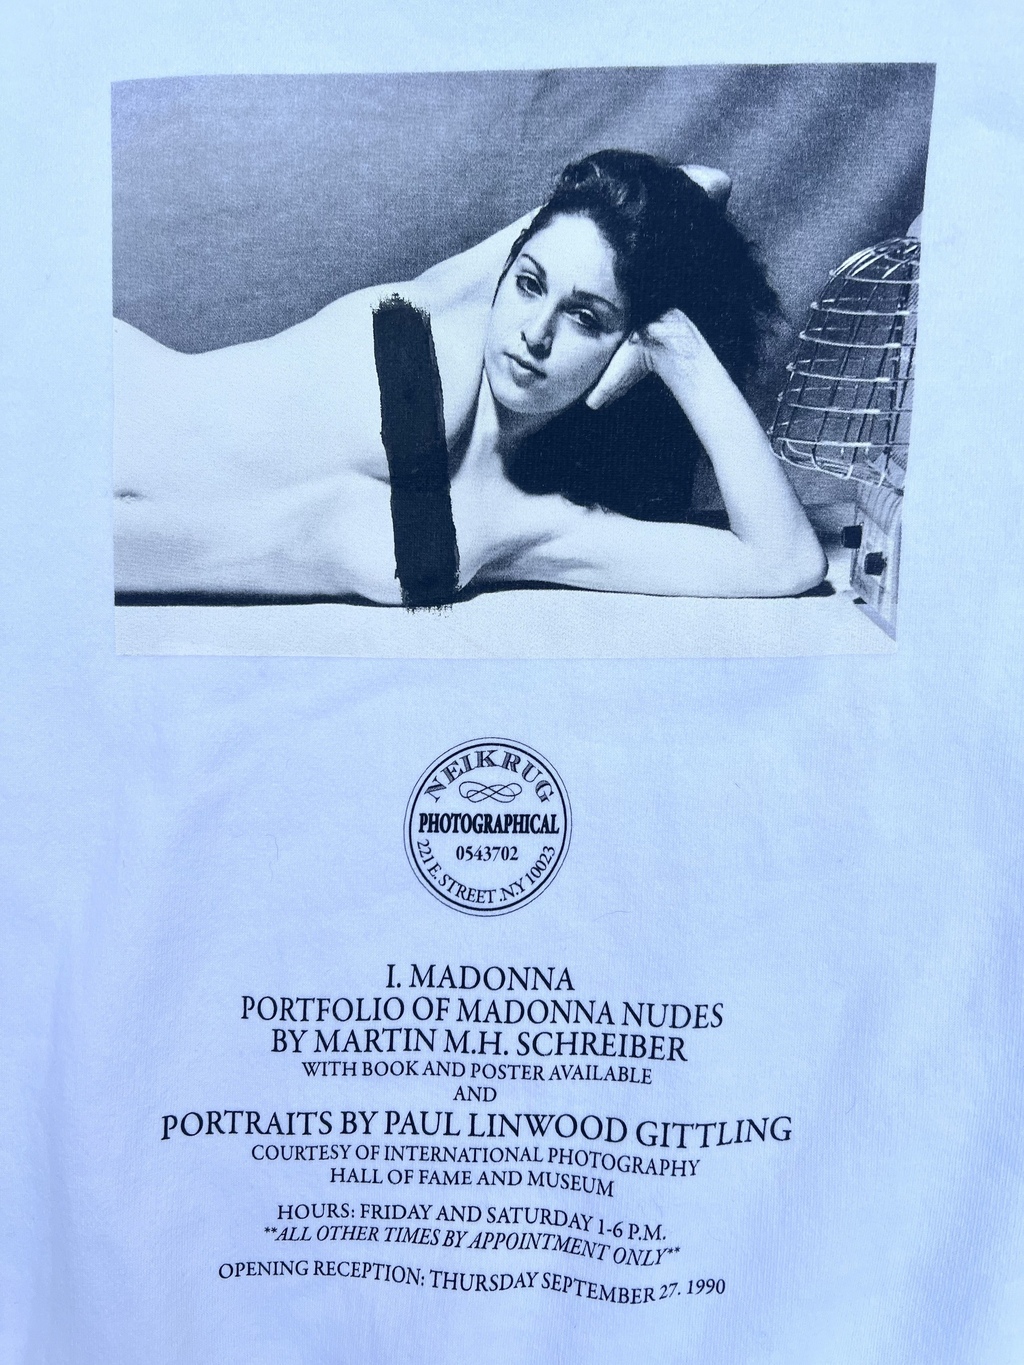 NEIKRUG
PHOTOGRAPHICAL
0543702
221 E. STREET .N.Y 10023
I. MADONNA
PORTFOLIO OF MADONNA NUDES
BY MARTIN M.H. SCHREIBER
WITH BOOK AND POSTER AVAILABLE
AND
PORTRAITS BY PAUL LINWOOD GITTLING
COURTESY OF INTERNATIONAL PHOTOGRAPHY
HALL OF FAME AND MUSEUM
HOURS: FRIDAY AND SATURDAY 1-6 P.M.
**ALL OTHER TIMES BY APPOINTMENT ONLY**
OPENING RECEPTION: THURSDAY SEPTEMBER 27. 1990